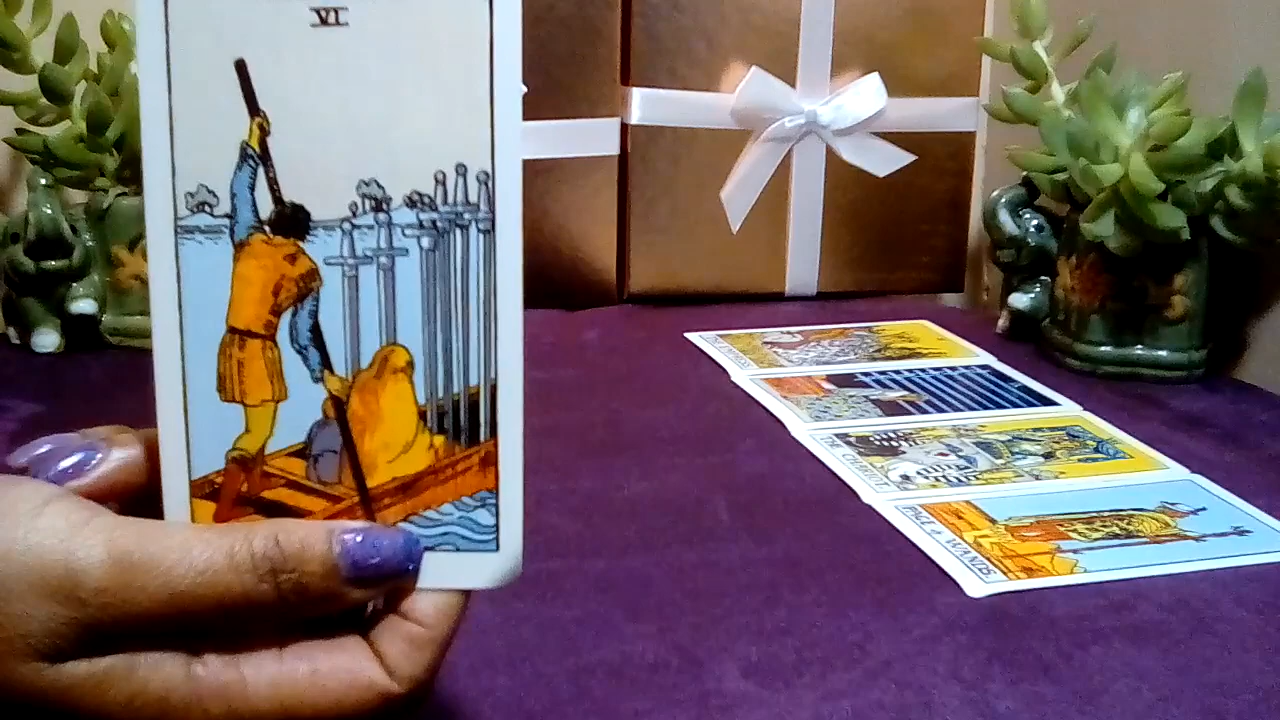 VI
THE CHARIOT.
PAGE of WANDS.